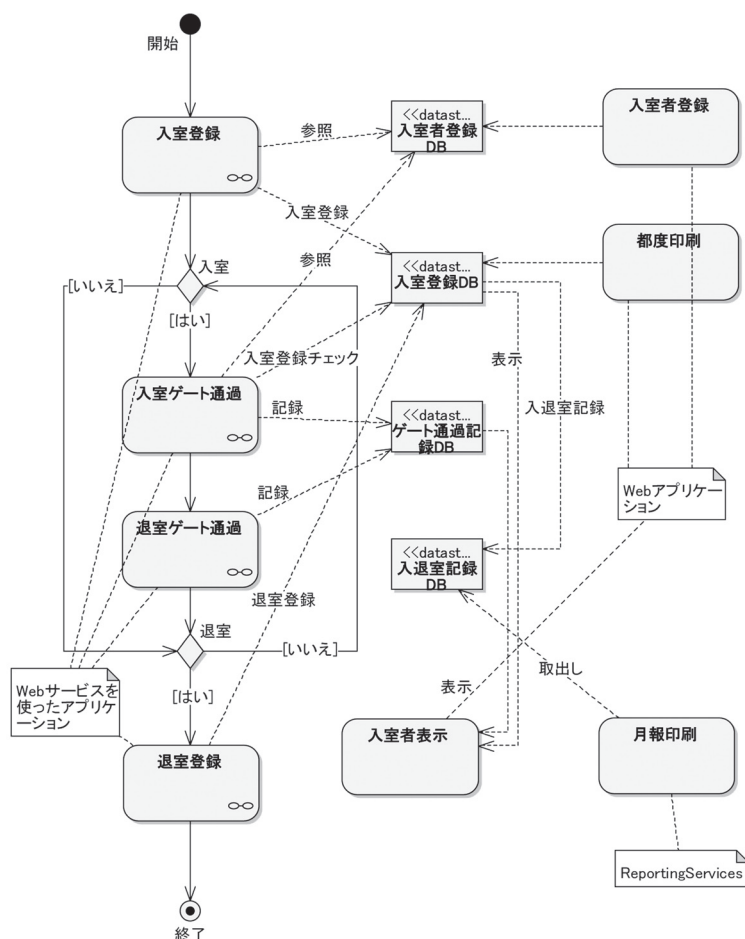 開始
入室登録
参照
<<datast...
入室者登録
DB
入室者登録
入室登録
都度印刷
参照
<<datast...
入室登録DB
入室
[いいえ]
[はい]
入室登録チェック
表示
入室ゲート通過
記録
<<datast...
ゲート通過記
録DB
入退室記録
Webアプリケー
ション
記録
退室ゲート通過
<<datast...
入退室記録
DB
退室登録
退室
[いいえ]
取出し
表示
Webサービスを
使ったアプリケ
ーション
[はい]
退室登録
入室者表示
月報印刷
ReportingServices
終了